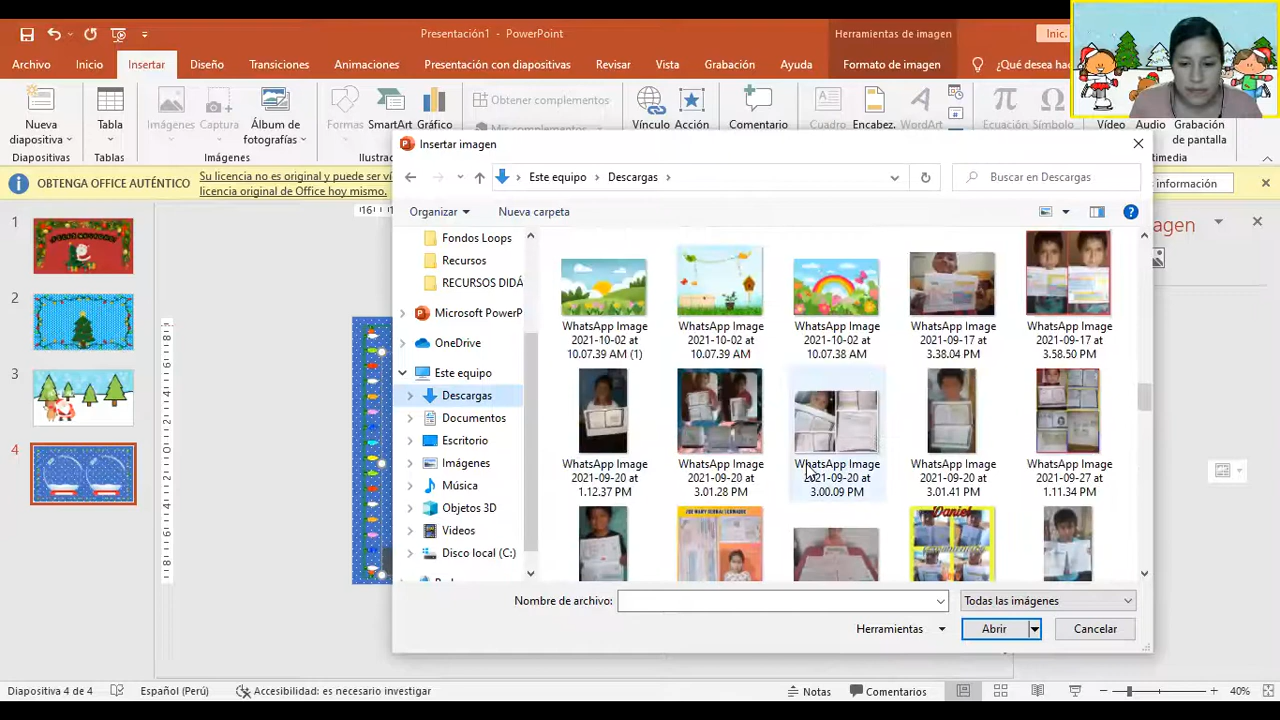 Presentación1 - PowerPoint
Herramientas de imagen
Inic.
Archivo
Inicio
Insertar
Diseño
Transiciones
Animaciones
Presentación con diapositivas
Revisar
Vista
Grabación
Ayuda
Formato de imagen
¿Qué desea ha
Nueva
diapositiva
Tabla
Imágenes
Captura
Álbum de
fotografías
Formas
SmartArt
Gráfico
Obtener complementos
Mis complementos
Vínculo
Acción
Comentario
Cuadro
Encabez.
WordArt
Ecuación
Símbolo
Video
Audio
Grabación
de pantalla
Diapositivas
Tablas
Imágenes
Ilustrac
timedia
OBTENGA OFFICE AUTÉNTICO
Su licencia no es original y puede ser ví
licencia original de Office hoy mismo.
información
Insertar imagen
Este equipo
Descargas
Buscar en Descargas
Organizar
Nueva carpeta
agen
Fondos Loops
Recursos
RECURSOS DIDÁ
Microsoft PowerP
OneDrive
Este equipo
Descargas
Documentos
Escritorio
Imágenes
Música
Objetos 3D
Videos
Disco local (C:)
WhatsApp Image
2021-10-02 at
10.07.39 AM (1)
WhatsApp Image
2021-10-02 at
10.07.39 AM
WhatsApp Image
2021-10-02 at
10.07.38 AM
WhatsApp Image
2021-09-17 at
3.38.04 PM
WhatsApp Image
2021-09-17 at
3.58.50 PM
WhatsApp Image
2021-09-20 at
1.12.37 PM
WhatsApp Image
2021-09-20 at
3.01.28 PM
WhatsApp Image
2021-09-20 at
3.00.09 PM
WhatsApp Image
2021-09-20 at
3.01.41 PM
WhatsApp Image
2021-09-27 at
1.11.34 PM
Daniel
1
2
3
4
Nombre de archivo:
Todas las imágenes
Herramientas
Abrir
Cancelar
Diapositiva 4 de 4
Español (Perú)
Accesibilidad: es necesario investigar
Notas
Comentarios
40%